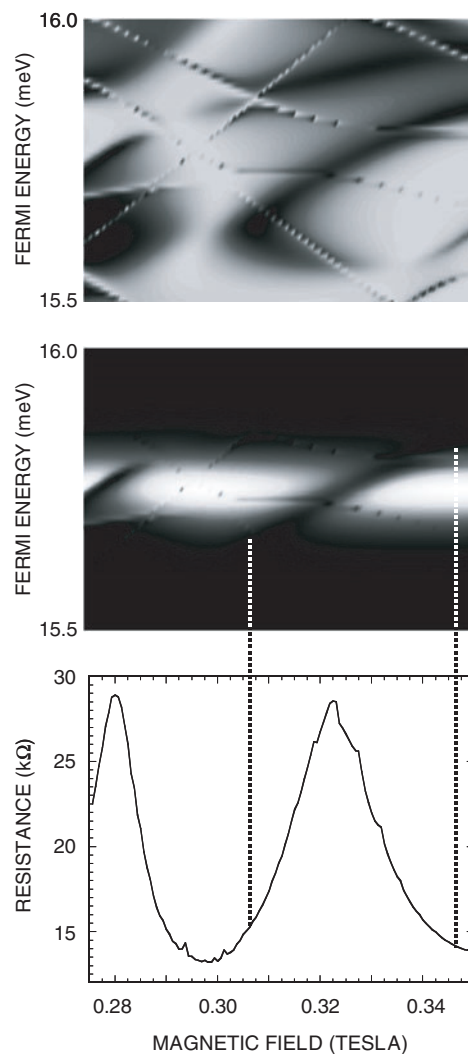 16.0
FERMI ENERGY (meV)
15.5
16.0
FERMI ENERGY (meV)
15.5
30
25
20
15
RESISTANCE (kΩ)
0.28 0.30 0.32 0.34
MAGNETIC FIELD (TESLA)